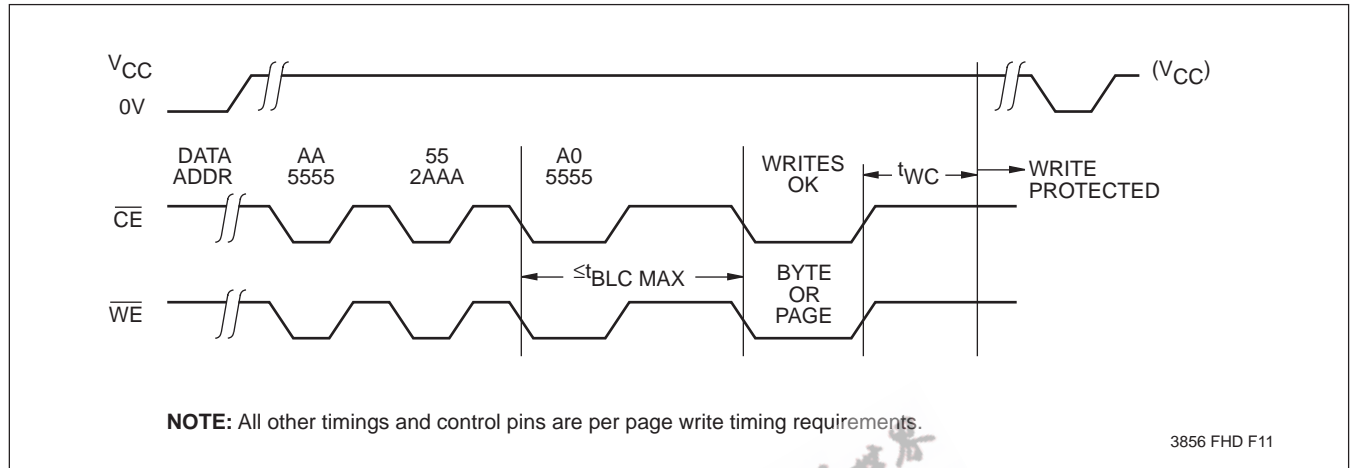 VCC
(VCC)
0V
DATA AA 55 A0
ADDR 5555 2AAA 5555
WRITES
OK
tWC
WRITE
PROTECTED
CE
≤tBLC MAX
BYTE
OR
PAGE
WE
NOTE: All other timings and control pins are per page write timing requirements.
3856 FHD F11